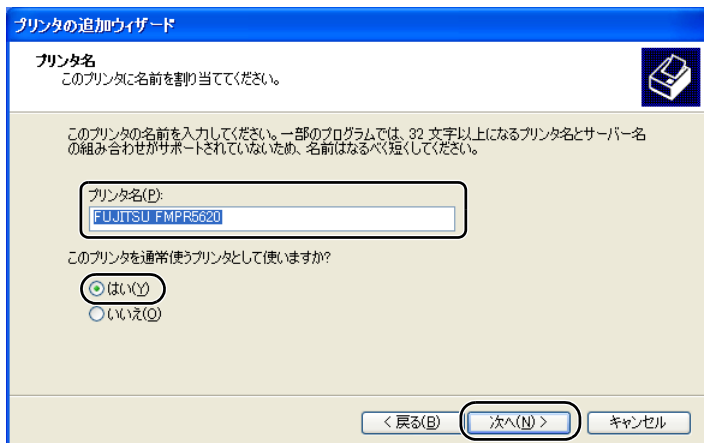 プリンタの追加ウィザード
プリンタ名
このプリンタに名前を割り当ててください。
このプリンタの名前を入力してください。一部のプログラムでは、32 文字以上になるプリンタ名とサーバー名
の組み合わせがサポートされていないため、名前はなるべく短くしてください。
プリンタ名(P):
FUJITSU FMPR5620
このプリンタを通常使うプリンタとして使いますか?
はい(Y)
いいえ(O)
< 戻る(B)
次へ(N) >
キャンセル